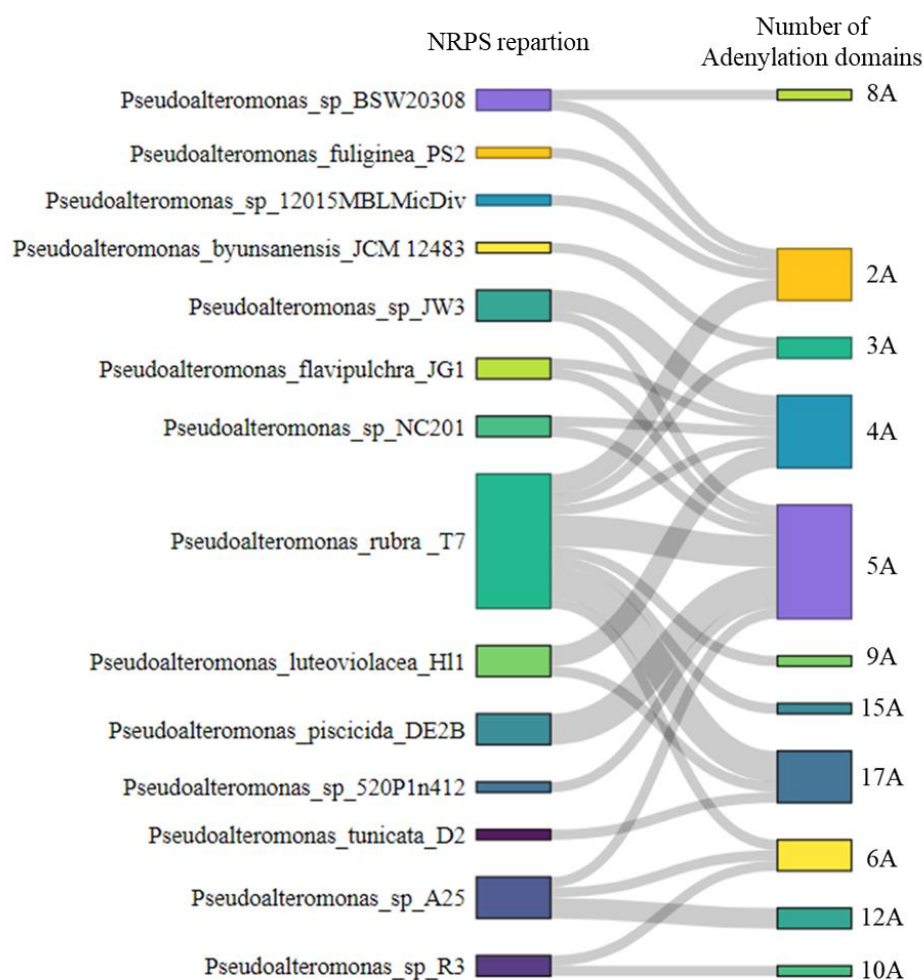 NRPS repartion
Number of
Adenylation domains
Pseudoalteromonas_sp_BSW20308
Pseudoalteromonas_fuliginea_PS2
Pseudoalteromonas_sp_12015MBLMicDiv
Pseudoalteromonas_byunsanensis_JCM 12483
Pseudoalteromonas_sp_JW3
Pseudoalteromonas_flavipulchra_JG1
Pseudoalteromonas_sp_NC201
Pseudoalteromonas_rubra _T7
Pseudoalteromonas_luteoviolacea_Hl1
Pseudoalteromonas_piscicida_DE2B
Pseudoalteromonas_sp_520P1n412
Pseudoalteromonas_tunicata_D2
Pseudoalteromonas_sp_A25
Pseudoalteromonas_sp_R3
8A
2A
3A
4A
5A
9A
15A
17A
6A
12A
10A